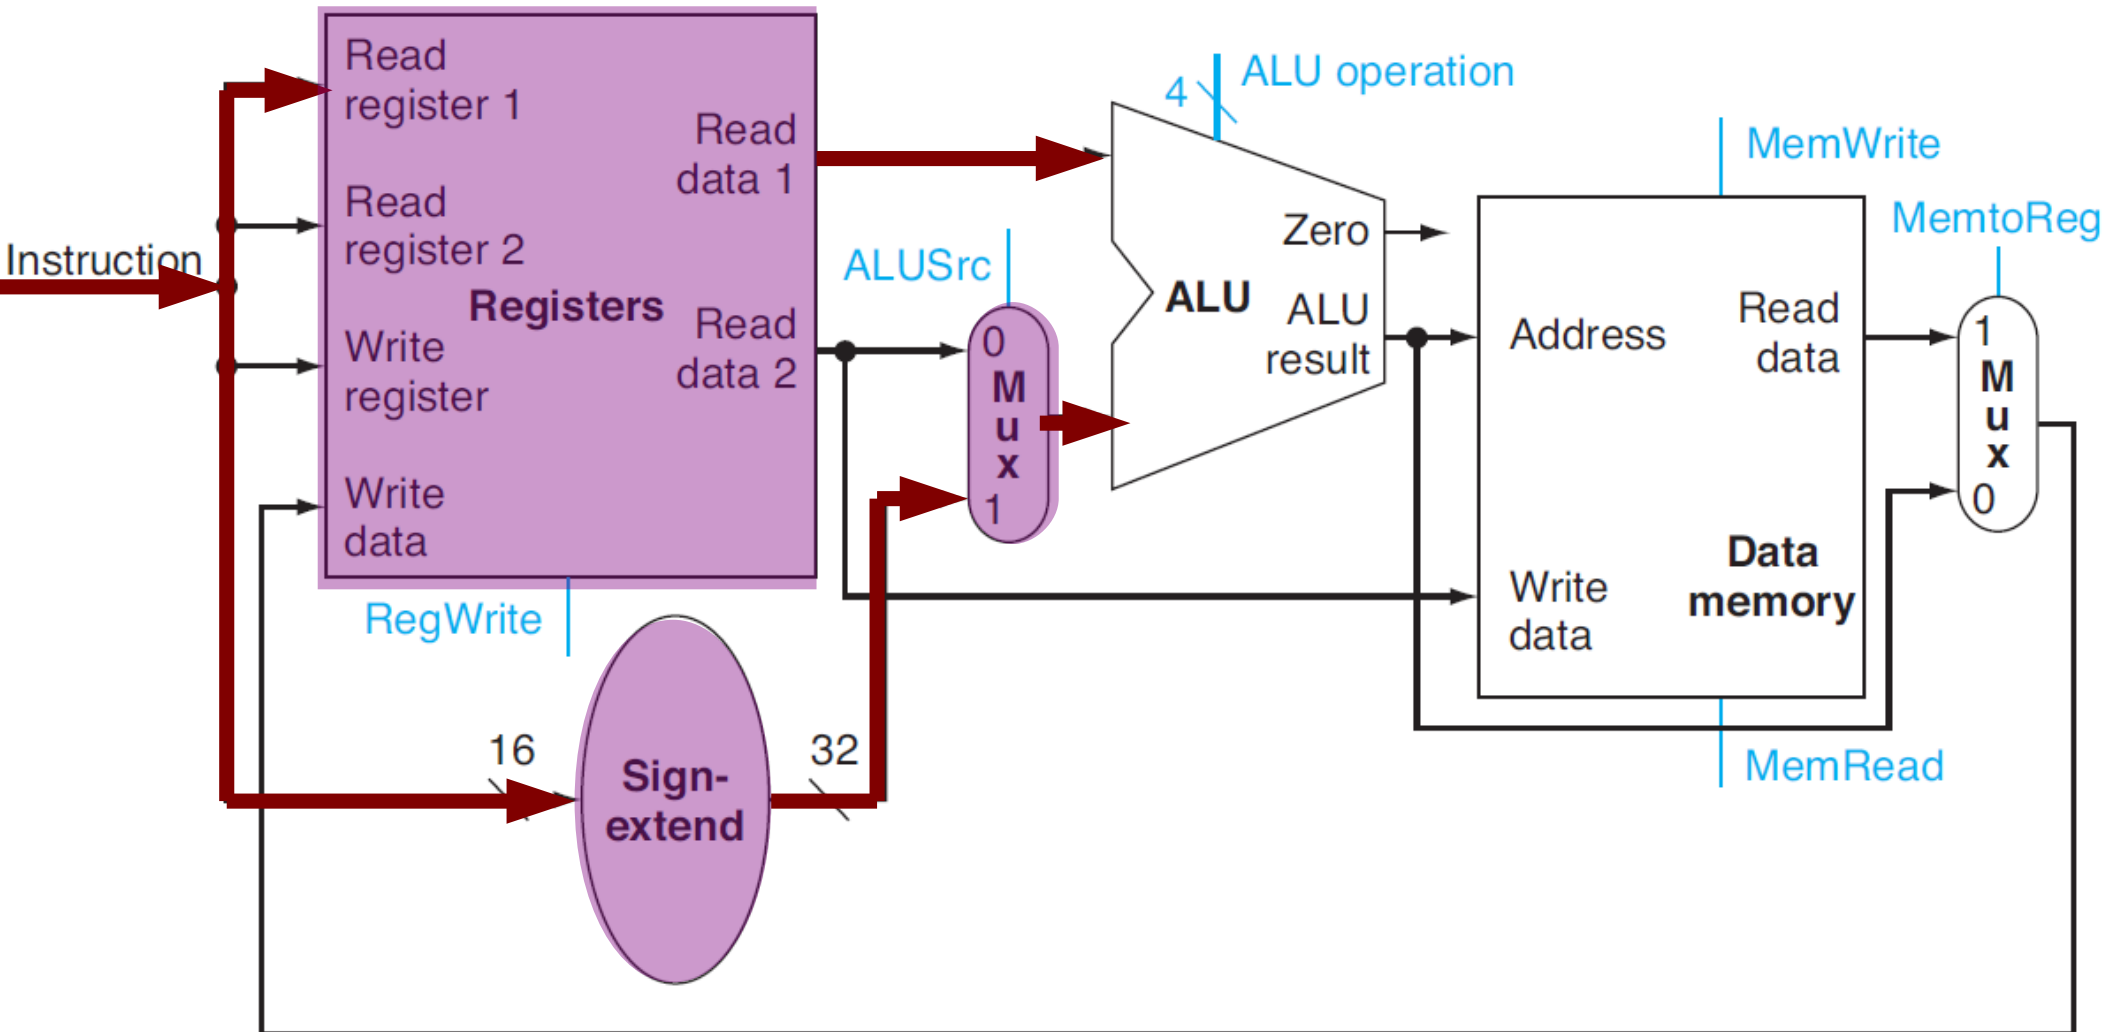 Instruction
Read
register 1
Read
register 2
Write
register
Write
data
Registers
Read
data 1
Read
data 2
RegWrite
16
Sign-
extend
32
ALUSrc
0
M
u
x
1
4
ALU operation
ALU
Zero
ALU
result
MemWrite
Address
Read
data
Write
data
Data
memory
MemRead
MemtoReg
1
M
u
x
0